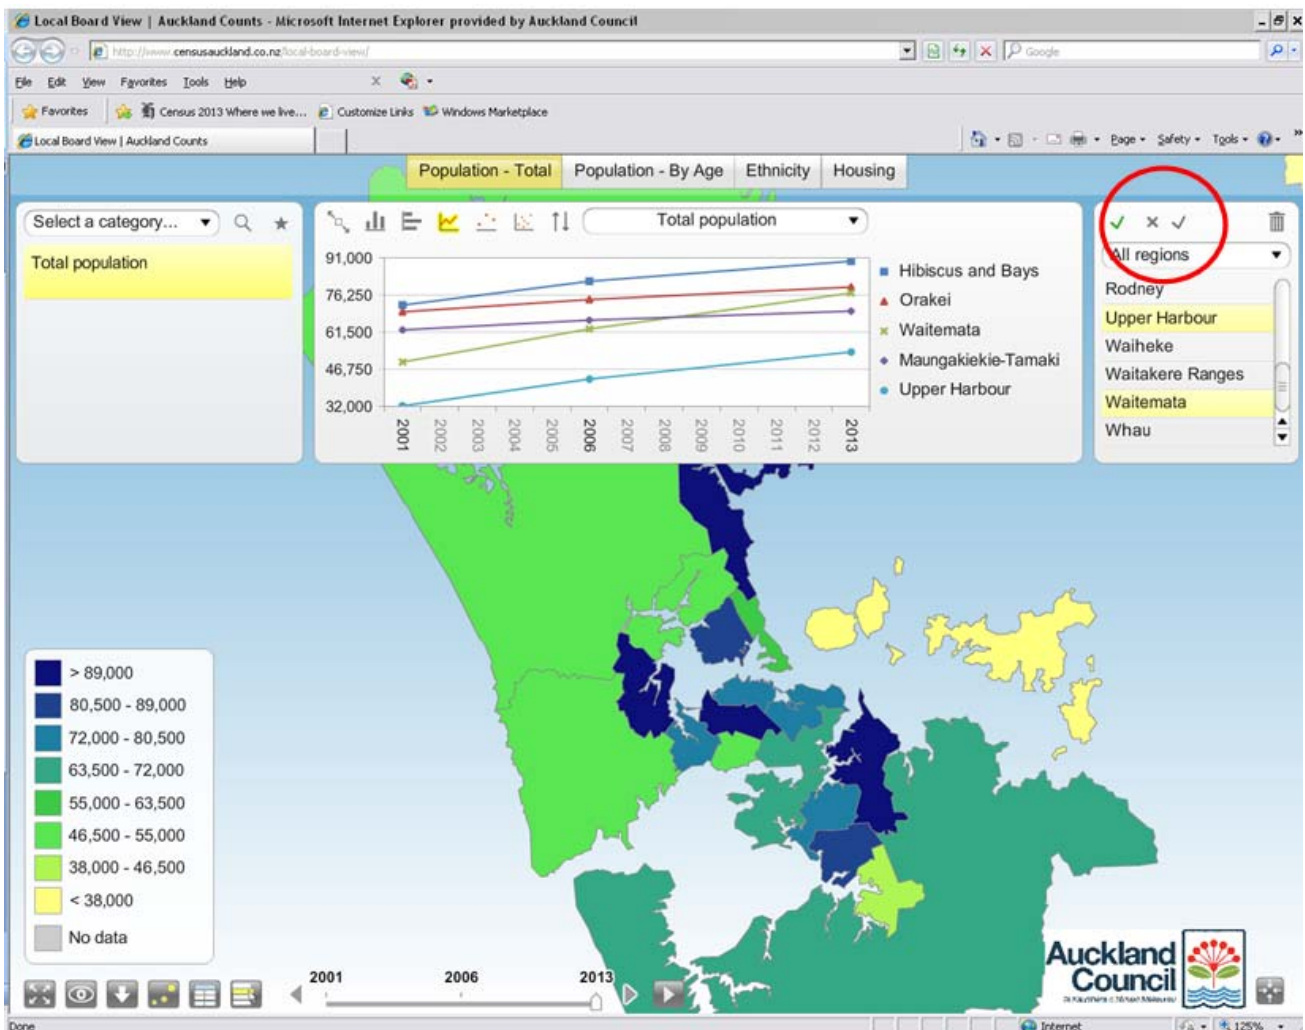 Local Board View | Auckland Counts - Microsoft Internet Explorer provided by Auckland Council
http://www.censusauckland.co.nz/local-board-view/
Google
File Edit View Favorites Tools Help
Favorites Census 2013 Where we live... Customize Links Windows Marketplace
Local Board View | Auckland Counts
Page Safety Tools
Population - Total Population - By Age Ethnicity Housing
Select a category...
Total population
Total population
91,000
76,250
61,500
46,750
32,000
2001 2002 2003 2004 2005 2006 2007 2008 2009 2010 2011 2012 2013
Hibiscus and Bays
Orakei
Waitemata
Maungakiekie-Tamaki
Upper Harbour
All regions
Rodney
Upper Harbour
Waiheke
Waitakere Ranges
Waitemata
Whau
> 89,000
80,500 - 89,000
72,000 - 80,500
63,500 - 72,000
55,000 - 63,500
46,500 - 55,000
38,000 - 46,500
< 38,000
No data
2001 2006 2013
Auckland
Council
Done Internet 125%